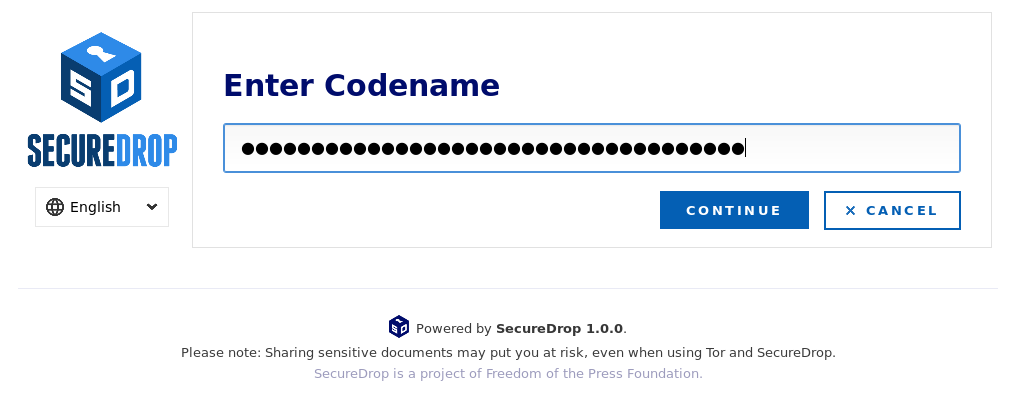 SECUREDROP
English
Enter Codename
CONTINUE
✕ CANCEL
Powered by SecureDrop 1.0.0.
Please note: Sharing sensitive documents may put you at risk, even when using Tor and SecureDrop.
SecureDrop is a project of Freedom of the Press Foundation.